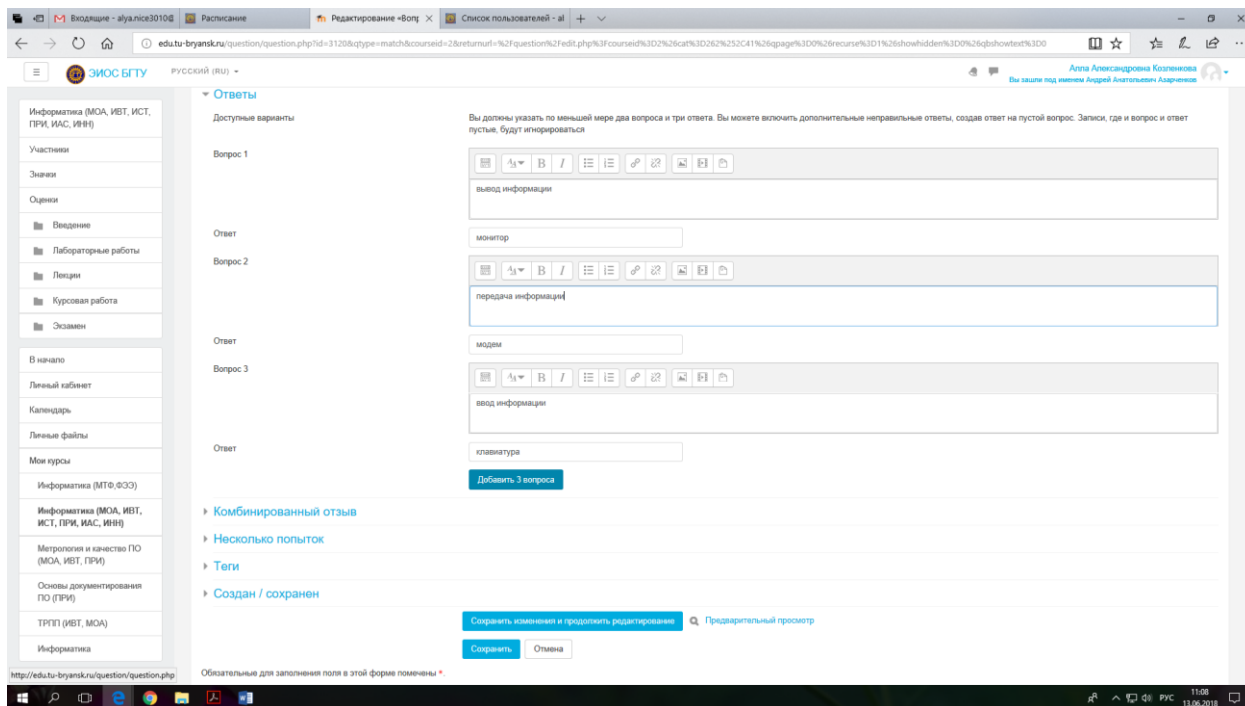 Входящие - alya.nice3010@
Расписание
Редактирование «Вопр
Список пользователей - al
edu.tu-bryansk.ru/question/question.php?id=3120&qtype=match&courseid=2&returnurl=%2Fquestion%2Fedit.php%3Fcourseid%3D2%26cat%3D262%252C41%26qpage%3D0%26recurse%3D1%26showhidden%3D0%26qbshowtext%3D0
ЭИОС БГТУ
РУССКИЙ (RU)
Алла Александровна Козленкова
Вы зашли под именем Андрей Анатольевич Азарченков
Информатика (МОА, ИВТ, ИСТ,
ПРИ, ИАС, ИНН)
Участники
Значки
Оценки
Введение
Лабораторные работы
Лекции
Курсовая работа
Экзамен
В начало
Личный кабинет
Календарь
Личные файлы
Мои курсы
Информатика (МТФ,ФЭЭ)
Информатика (МОА, ИВТ,
ИСТ, ПРИ, ИАС, ИНН)
Метрология и качество ПО
(МОА, ИВТ, ПРИ)
Основы документирования
ПО (ПРИ)
ТРПП (ИВТ, МОА)
Информатика
Ответы
Доступные варианты
Вы должны указать по меньшей мере два вопроса и три ответа. Вы можете включить дополнительные неправильные ответы, создав ответ на пустой вопрос. Записи, где и вопрос и ответ
пустые, будут игнорироваться
Вопрос 1
вывод информации
Ответ
монитор
Вопрос 2
передача информации
Ответ
модем
Вопрос 3
ввод информации
Ответ
клавиатура
Добавить 3 вопроса
Комбинированный отзыв
Несколько попыток
Теги
Создан / сохранен
Сохранить изменения и продолжить редактирование
Предварительный просмотр
Сохранить
Отмена
Обязательные для заполнения поля в этой форме помечены *.
http://edu.tu-bryansk.ru/question/question.php
РУС
11:08
13.06.2018